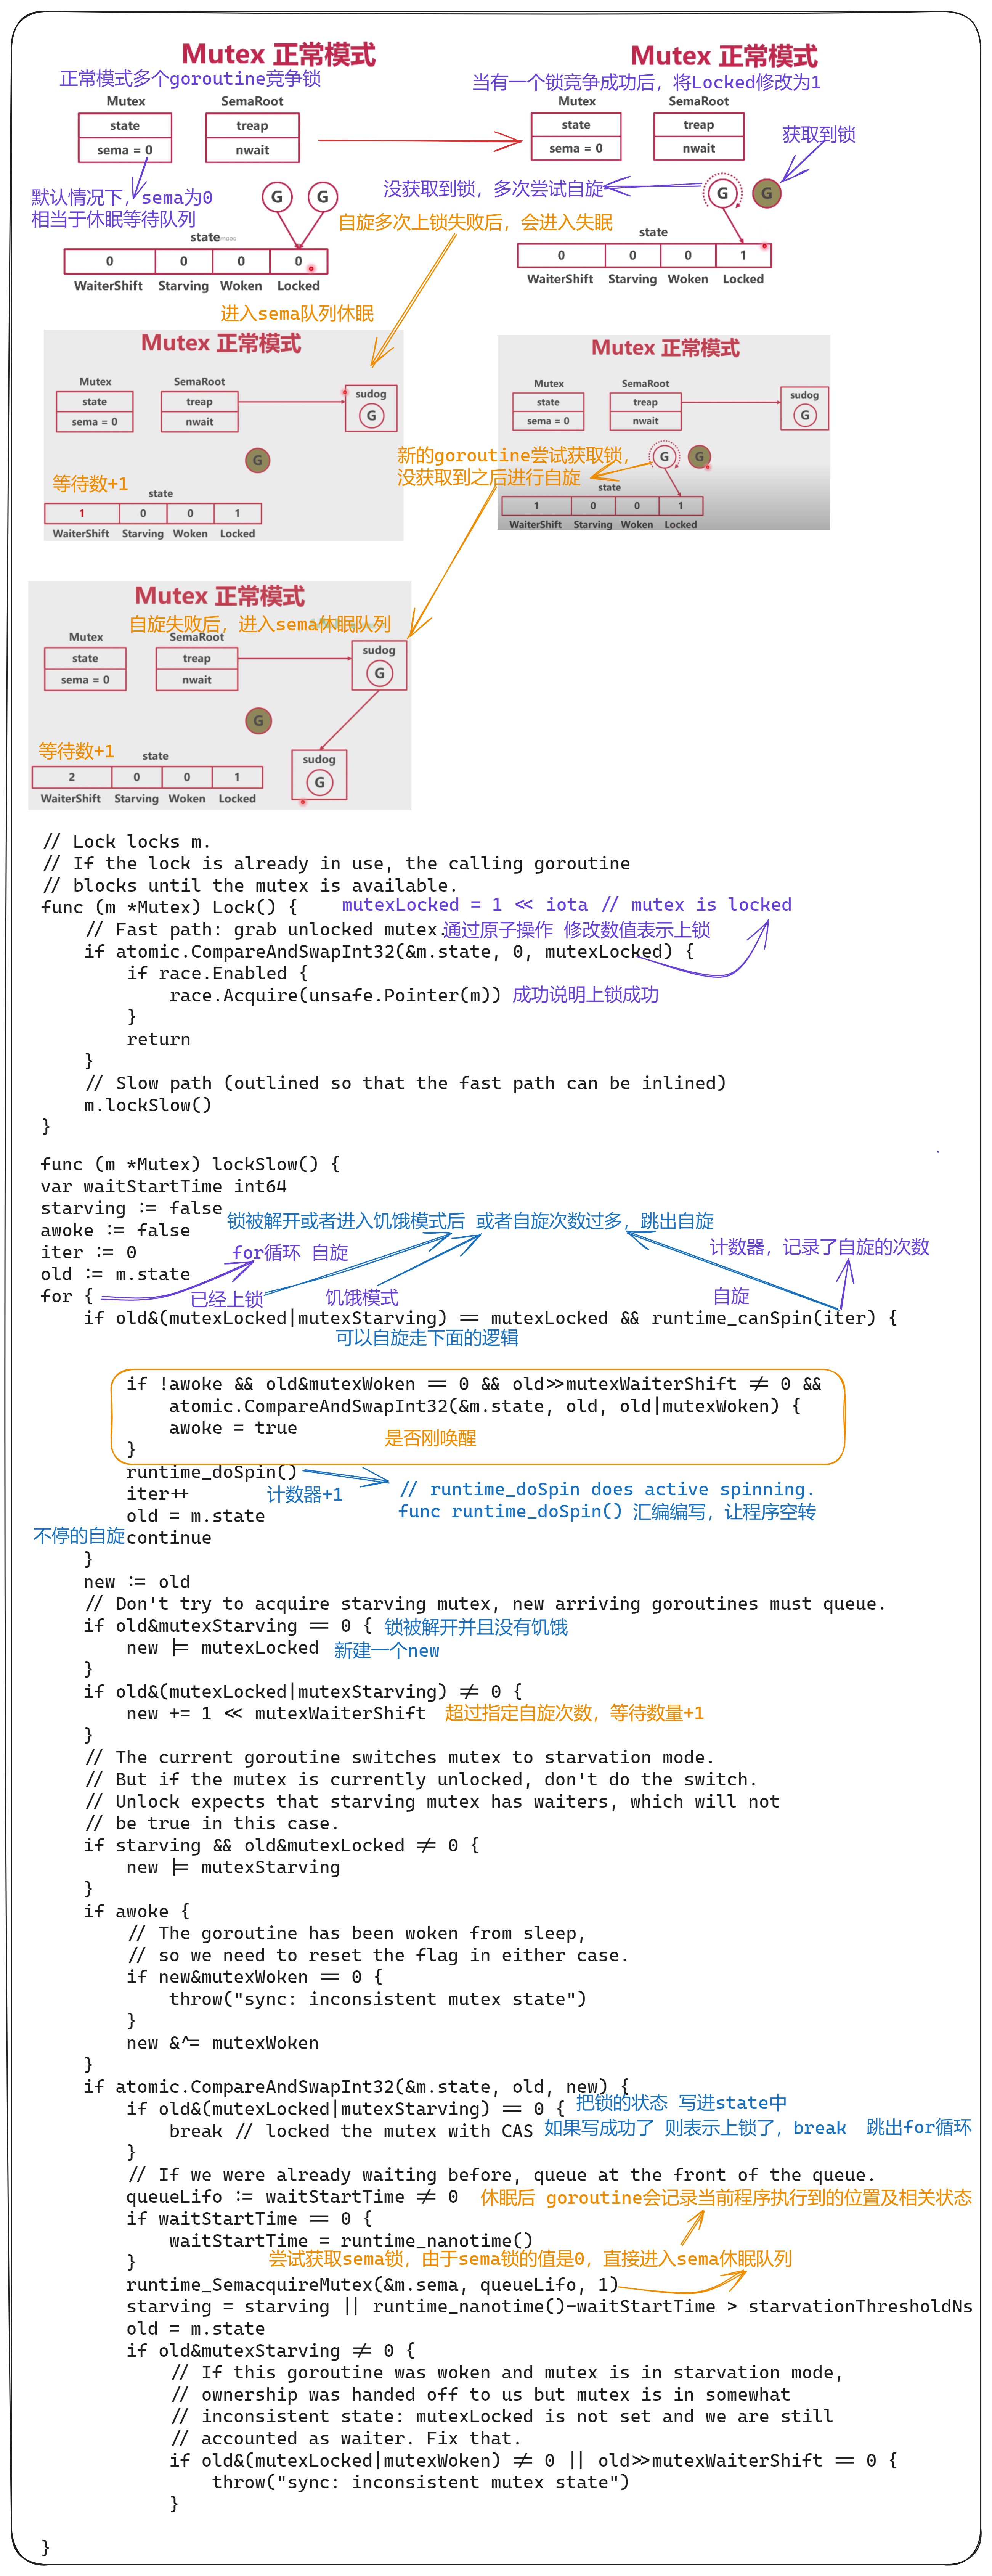 Mutex 正常模式
正常模式多个goroutine竞争锁
Mutex
SemaRoot
state
treap
sema = 0
nwait
默认情况下，sema为0
相当于休眠等待队列
G
G
state
0
0
0
0
WaiterShift
Starving
Woken
Locked
Mutex 正常模式
当有一个锁竞争成功后，将Locked修改为1
Mutex
SemaRoot
state
treap
sema = 0
nwait
获取到锁
没获取到锁，多次尝试自旋
G
G
自旋多次上锁失败后，会进入失眠
state
0
0
0
1
WaiterShift
Starving
Woken
Locked
进入sema队列休眠
Mutex 正常模式
Mutex
SemaRoot
state
treap
sema = 0
nwait
sudog
G
G
等待数+1
state
1
0
0
1
WaiterShift
Starving
Woken
Locked
Mutex 正常模式
Mutex
SemaRoot
state
treap
sema = 0
nwait
sudog
G
新的goroutine尝试获取锁，
没获取到之后进行自旋
G
G
state
1
0
0
1
WaiterShift
Starving
Woken
Locked
Mutex 正常模式
自旋失败后，进入sema休眠队列
Mutex
SemaRoot
state
treap
sema = 0
nwait
sudog
G
G
等待数+1
state
sudog
G
2
0
0
1
WaiterShift
Starving
Woken
Locked
// Lock locks m.
// If the lock is already in use, the calling goroutine
// blocks until the mutex is available.
func (m *Mutex) Lock() {
mutexLocked = 1 << iota // mutex is locked
// Fast path: grab unlocked mutex.
通过原子操作 修改数值表示上锁
if atomic.CompareAndSwapInt32(&m.state, 0, mutexLocked) {
if race.Enabled {
race.Acquire(unsafe.Pointer(m))
成功说明上锁成功
}
return
}
// Slow path (outlined so that the fast path can be inlined)
m.lockSlow()
}
func (m *Mutex) lockSlow() {
var waitStartTime int64
starving := false
锁被解开或者进入饥饿模式后 或者自旋次数过多，跳出自旋
awoke := false
iter := 0
for循环 自旋
计数器，记录了自旋的次数
old := m.state
for {
已经上锁
饥饿模式
自旋
if old&(mutexLocked|mutexStarving) == mutexLocked && runtime_canSpin(iter) {
可以自旋走下面的逻辑
if !awoke && old&mutexWoken == 0 && old>>mutexWaiterShift != 0 &&
atomic.CompareAndSwapInt32(&m.state, old, old|mutexWoken) {
awoke = true
是否刚唤醒
}
runtime_doSpin()
// runtime_doSpin does active spinning.
iter++
计数器+1
func runtime_doSpin() 汇编编写，让程序空转
old = m.state
不停的自旋
continue
}
new := old
// Don't try to acquire starving mutex, new arriving goroutines must queue.
if old&mutexStarving == 0 {
锁被解开并且没有饥饿
new |= mutexLocked
新建一个new
}
if old&(mutexLocked|mutexStarving) != 0 {
new += 1 << mutexWaiterShift
超过指定自旋次数，等待数量+1
}
// The current goroutine switches mutex to starvation mode.
// But if the mutex is currently unlocked, don't do the switch.
// Unlock expects that starving mutex has waiters, which will not
// be true in this case.
if starving && old&mutexLocked != 0 {
new |= mutexStarving
}
if awoke {
// The goroutine has been woken from sleep,
// so we need to reset the flag in either case.
if new&mutexWoken == 0 {
throw("sync: inconsistent mutex state")
}
new &^= mutexWoken
}
if atomic.CompareAndSwapInt32(&m.state, old, new) {
if old&(mutexLocked|mutexStarving) == 0 {
把锁的状态 写进state中
break // locked the mutex with CAS
如果写成功了 则表示上锁了，break 跳出for循环
}
// If we were already waiting before, queue at the front of the queue.
queueLifo := waitStartTime != 0
休眠后 goroutine会记录当前程序执行到的位置及相关状态
if waitStartTime == 0 {
waitStartTime = runtime_nanotime()
}
尝试获取sema锁，由于sema锁的值是0，直接进入sema休眠队列
runtime_SemacquireMutex(&m.sema, queueLifo, 1)
starving = starving || runtime_nanotime()-waitStartTime > starvationThresholdNs
old = m.state
if old&mutexStarving != 0 {
// If this goroutine was woken and mutex is in starvation mode,
// ownership was handed off to us but mutex is in somewhat
// inconsistent state: mutexLocked is not set and we are still
// accounted as waiter. Fix that.
if old&(mutexLocked|mutexWoken) != 0 || old>>mutexWaiterShift == 0 {
throw("sync: inconsistent mutex state")
}
}